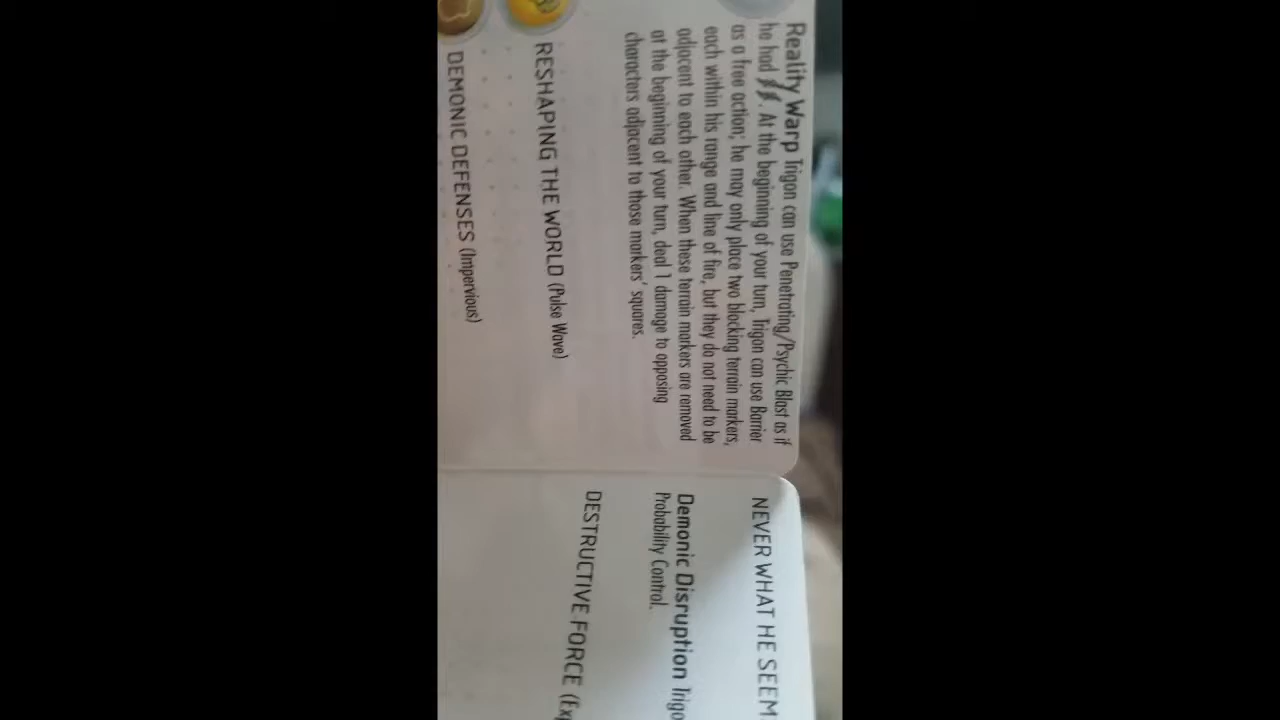 Reality Warp Trigon can use Penetrating/Psychic Blast as if
he had. At the beginning of your turn, Trigon can use Barrier
as a free action; he may only place two blocking terrain markers,
each within his range and line of fire, but they do not need to be
adjacent to each other. When these terrain markers are removed
at the beginning of your turn, deal 1 damage to opposing
characters adjacent to those markers' squares.
RESHAPING THE WORLD (Pulse Wave)
DEMONIC DEFENSES (Impervious)
NEVER WHAT HE SEEM
Demonic Disruption Trigo
Probability Control.
DESTRUCTIVE FORCE (Exp